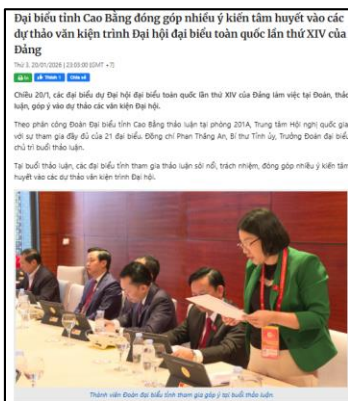 Đại biểu tỉnh Cao Bằng đóng góp nhiều ý kiến tâm huyết vào các
dự thảo văn kiện trình Đại hội đại biểu toàn quốc lần thứ XIV của
Đảng
Thứ 3, 20/01/2026 | 23:03:00 [GMT +7]
In Thích 1 Chia sẻ
Chiều 20/1, các đại biểu dự Đại hội đại biểu toàn quốc lần thứ XIV của Đảng làm việc tại Đoàn, thảo
luận, góp ý vào dự thảo các văn kiện Đại hội.
Theo phân công Đoàn Đại biểu tỉnh Cao Bằng thảo luận tại phòng 201A, Trung tâm Hội nghị quốc gia
với sự tham gia đầy đủ của 21 đại biểu. Đồng chí Phan Thăng An, Bí thư Tỉnh ủy, Trưởng Đoàn đại biểu
chủ trì buổi thảo luận.
Tại buổi thảo luận, các đại biểu tỉnh tham gia thảo luận sôi nổi, trách nhiệm, đóng góp nhiều ý kiến tâm
huyết vào các dự thảo văn kiện trình Đại hội.
Thành viên Đoàn đại biểu tỉnh tham gia góp ý tại buổi thảo luận.